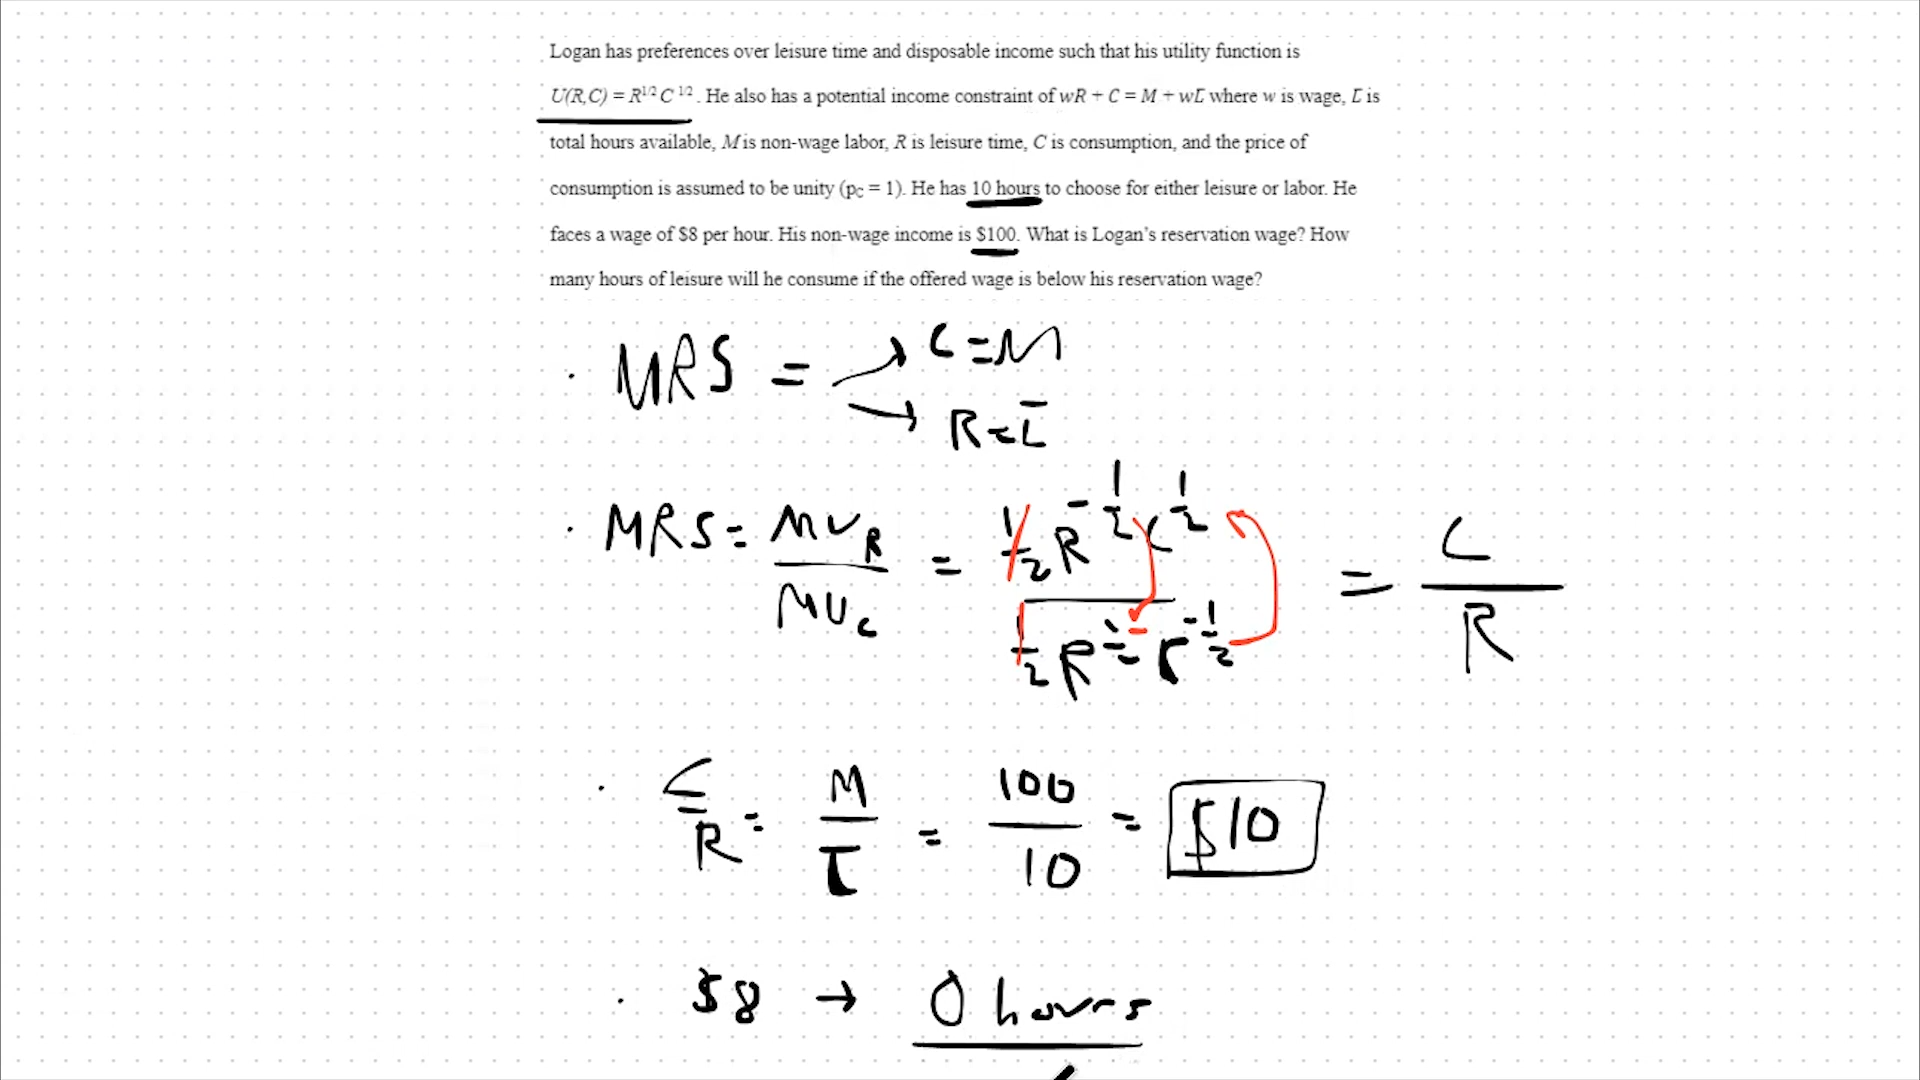 Logan has preferences over leisure time and disposable income such that his utility function is
U(R,C) = R^1/2 C^1/2. He also has a potential income constraint of wR + C = M + wL̄ where w is wage, L̄ is
total hours available, M is non-wage labor, R is leisure time, C is consumption, and the price of
consumption is assumed to be unity (pC = 1). He has 10 hours to choose for either leisure or labor. He
faces a wage of $8 per hour. His non-wage income is $100. What is Logan's reservation wage? How
many hours of leisure will he consume if the offered wage is below his reservation wage?
· MRS = → C = M
→ R = L̄
· MRS = MU_R / MU_C = 1/2 R^-1/2 C^1/2 / 1/2 R^1/2 C^-1/2 = C / R
· C / R = M / L̄ = 100 / 10 = $10
· $8 → 0 hours